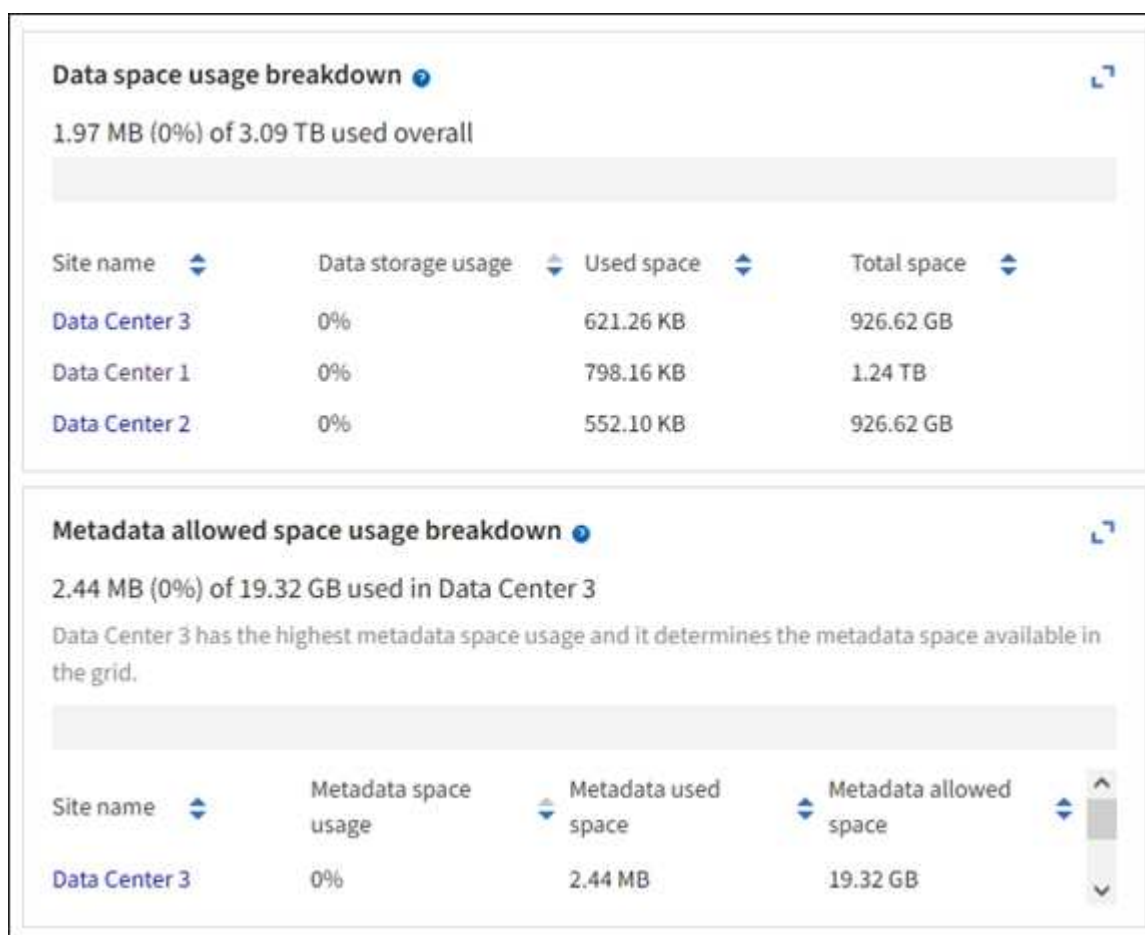 Data space usage breakdown ?
1.97 MB (0%) of 3.09 TB used overall
Site name Data storage usage Used space Total space
Data Center 3 0% 621.26 KB 926.62 GB
Data Center 1 0% 798.16 KB 1.24 TB
Data Center 2 0% 552.10 KB 926.62 GB
Metadata allowed space usage breakdown ?
2.44 MB (0%) of 19.32 GB used in Data Center 3
Data Center 3 has the highest metadata space usage and it determines the metadata space available in
the grid.
Site name Metadata space usage Metadata used space Metadata allowed space
Data Center 3 0% 2.44 MB 19.32 GB